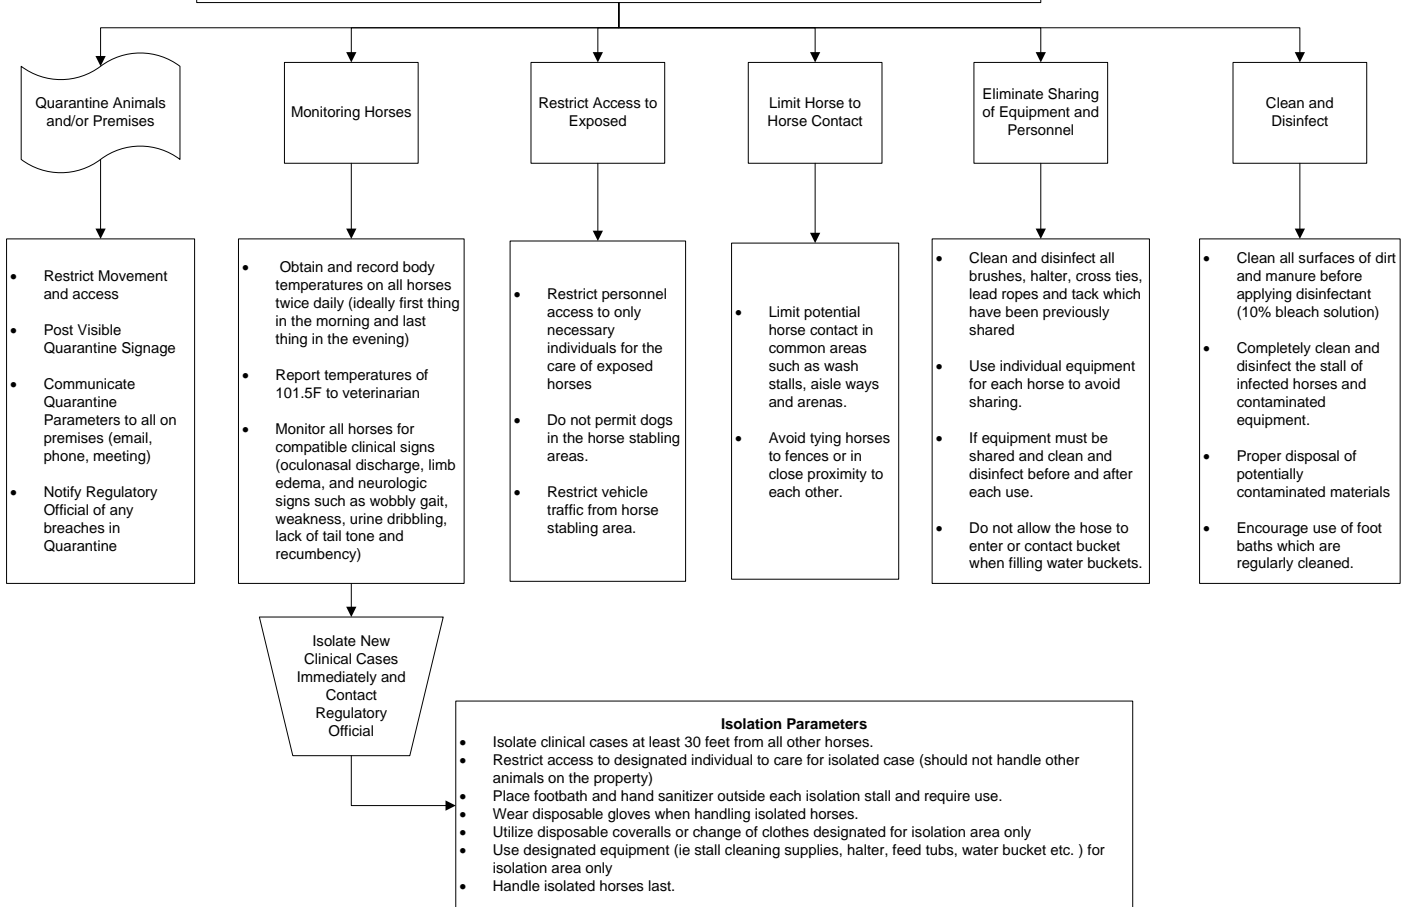 Quarantine Animals
and/or Premises
Monitoring Horses
Restrict Access to
Exposed
Limit Horse to
Horse Contact
Eliminate Sharing
of Equipment and
Personnel
Clean and
Disinfect
• Restrict Movement
and access
• Post Visible
Quarantine Signage
• Communicate
Quarantine
Parameters to all on
premises (email,
phone, meeting)
• Notify Regulatory
Official of any
breaches in
Quarantine
• Obtain and record body
temperatures on all horses
twice daily (ideally first thing
in the morning and last
thing in the evening)
• Report temperatures of
101.5F to veterinarian
• Monitor all horses for
compatible clinical signs
(oculonasal discharge, limb
edema, and neurologic
signs such as wobbly gait,
weakness, urine dribbling,
lack of tail tone and
recumbency)
• Restrict personnel
access to only
necessary
individuals for the
care of exposed
horses
• Do not permit dogs
in the horse stabling
areas.
• Restrict vehicle
traffic from horse
stabling area.
• Limit potential
horse contact in
common areas
such as wash
stalls, aisle ways
and arenas.
• Avoid tying horses
to fences or in
close proximity to
each other.
• Clean and disinfect all
brushes, halter, cross ties,
lead ropes and tack which
have been previously
shared
• Use individual equipment
for each horse to avoid
sharing.
• If equipment must be
shared and clean and
disinfect before and after
each use.
• Do not allow the hose to
enter or contact bucket
when filling water buckets.
• Clean all surfaces of dirt
and manure before
applying disinfectant
(10% bleach solution)
• Completely clean and
disinfect the stall of
infected horses and
contaminated
equipment.
• Proper disposal of
potentially
contaminated materials
• Encourage use of foot
baths which are
regularly cleaned.
Isolate New
Clinical Cases
Immediately and
Contact
Regulatory
Official
Isolation Parameters
• Isolate clinical cases at least 30 feet from all other horses.
• Restrict access to designated individual to care for isolated case (should not handle other
animals on the property)
• Place footbath and hand sanitizer outside each isolation stall and require use.
• Wear disposable gloves when handling isolated horses.
• Utilize disposable coveralls or change of clothes designated for isolation area only
• Use designated equipment (ie stall cleaning supplies, halter, feed tubs, water bucket etc. ) for
isolation area only
• Handle isolated horses last.